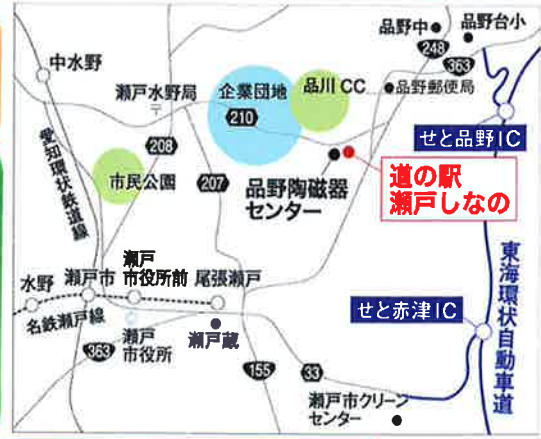 品野中
品野台小
248
363
中水野
瀬戸水野局
企業団地
品川 CC
品野郵便局
210
208
せと品野IC
愛知環状鉄道線
市民公園
207
品野陶磁器
センター
道の駅
瀬戸しなの
瀬戸
市役所前
水野
瀬戸市
尾張瀬戸
せと赤津IC
東海環状自動車道
名鉄瀬戸線
瀬戸
市役所
瀬戸蔵
363
155
33
瀬戸市クリーン
センター